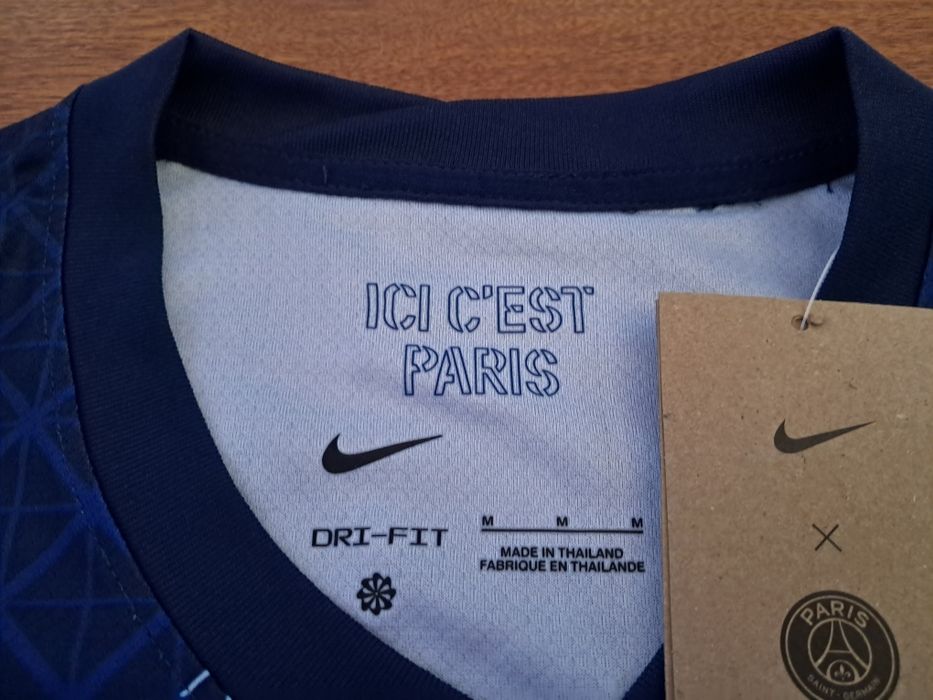 ICI C'EST
PARIS
DRI-FIT
M M M
MADE IN THAILAND
FABRIQUE EN THAILANDE
PARIS
SAINT-GERMAIN